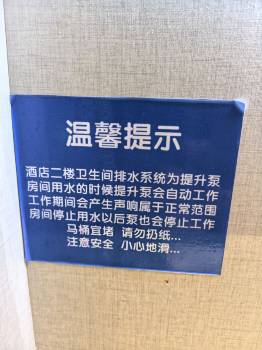 温馨提示
酒店二楼卫生间排水系统为提升泵
房间用水的时候提升泵会自动工作
工作期间会产生声响属于正常范围
房间停止用水以后泵也会停止工作
马桶宜堵 请勿扔纸...
注意安全 小心地滑...